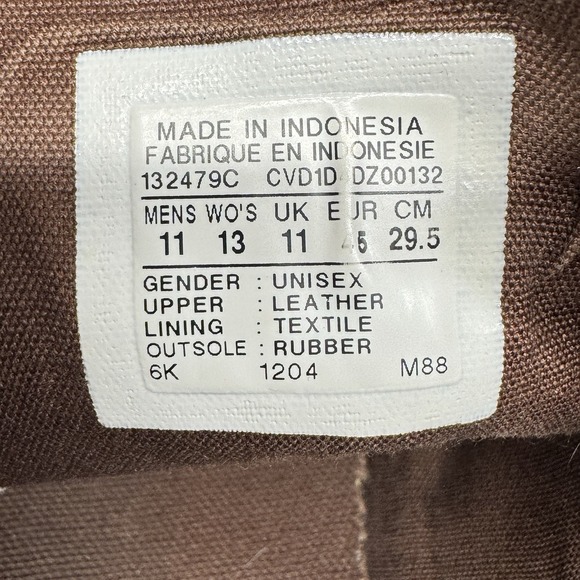 MADE IN INDONESIA
FABRIQUE EN INDONESIE
132479C CVD1D DZ00132
MENS WO'S UK EUR CM
11 13 11 46 29.5
GENDER : UNISEX
UPPER : LEATHER
LINING : TEXTILE
OUTSOLE : RUBBER
6K 1204 M88